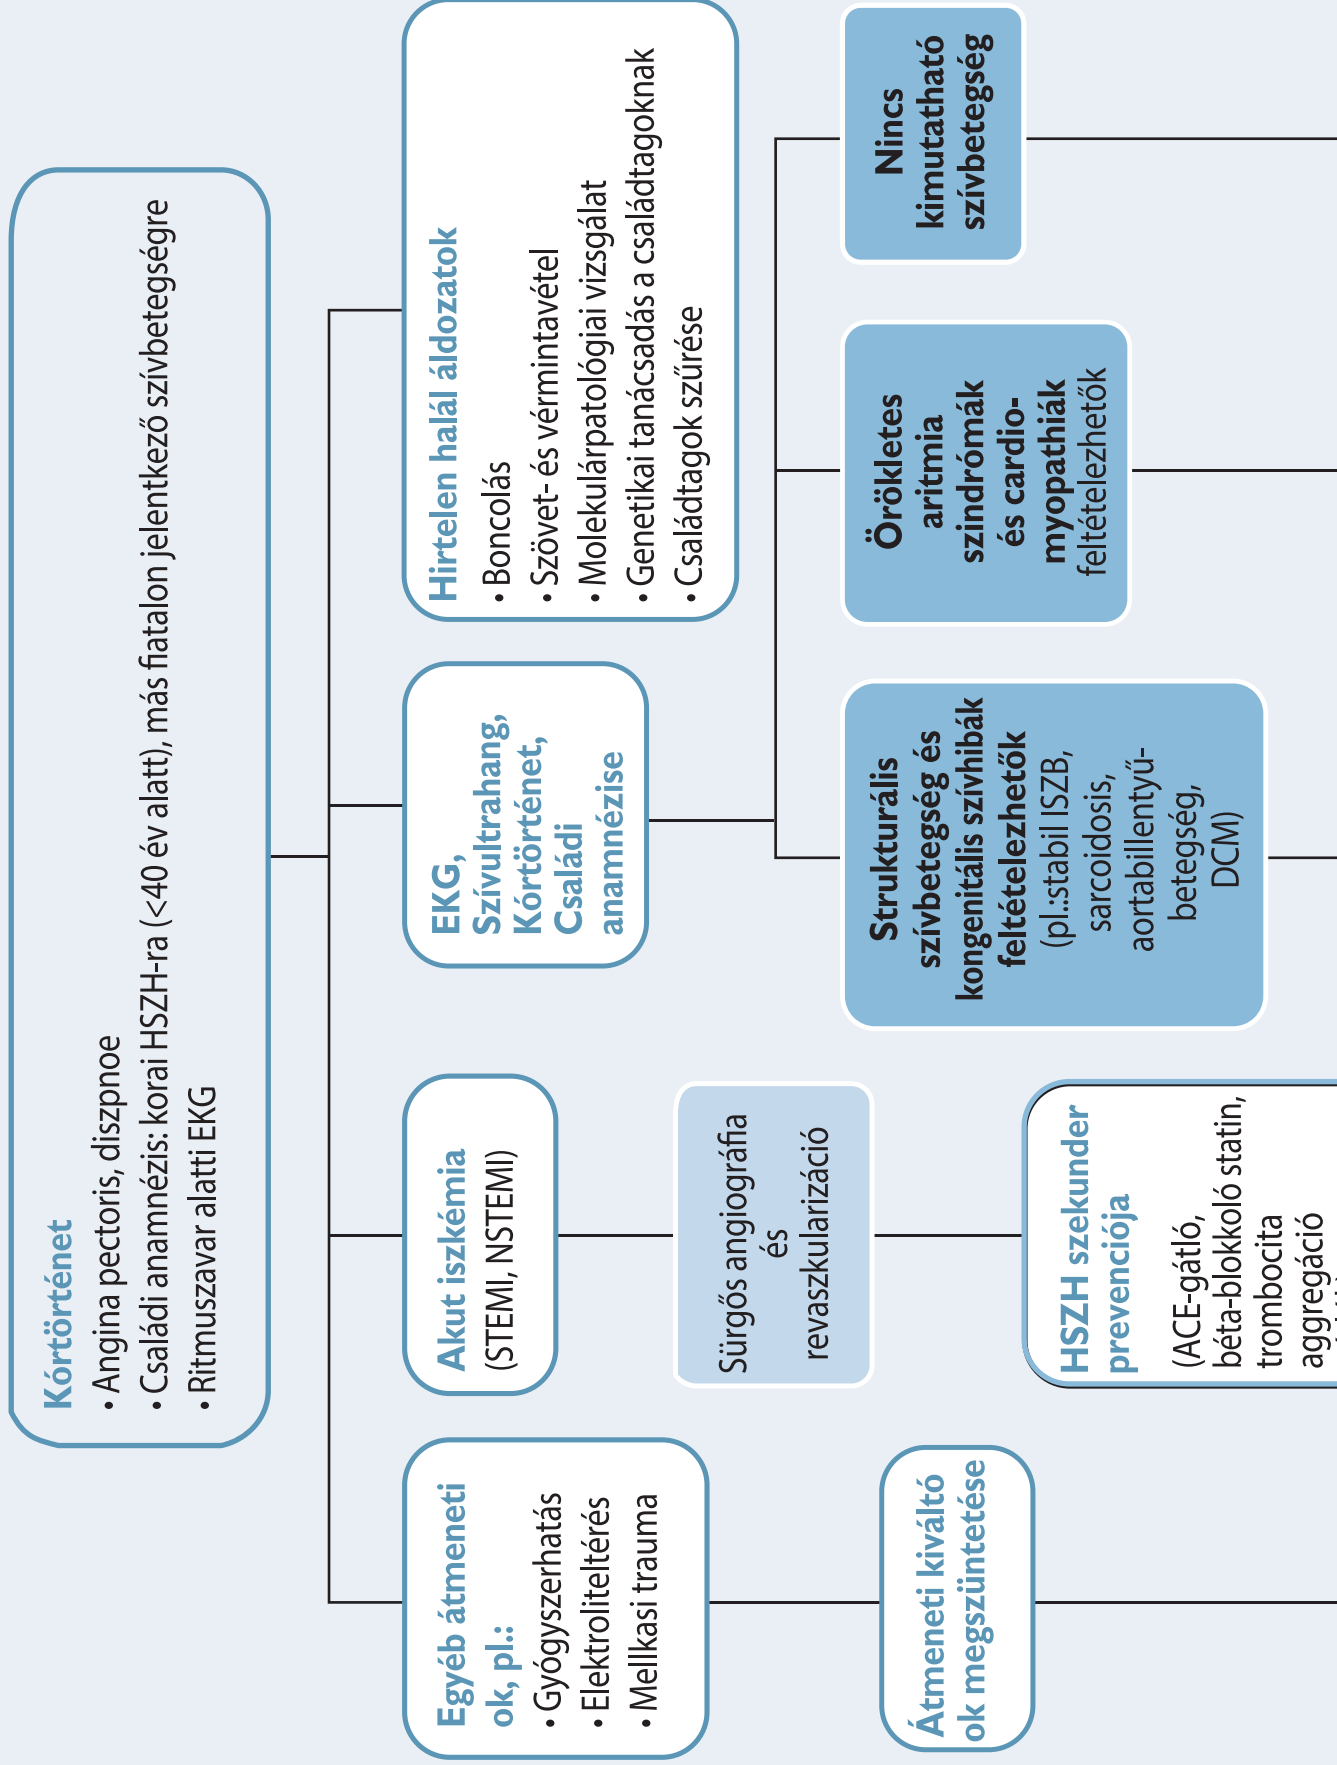 Kórtörténet
• Angina pectoris, diszpnoe
• Családi anamnézis: korai HSZH-ra (<40 év alatt), más fiatalon jelentkező szívbetegségre
• Ritmuszavar alatti EKG
Egyéb átmeneti
ok, pl.:
• Gyógyszerhatás
• Elektroliteltérés
• Mellkasi trauma
Akut iszkémia
(STEMI, NSTEMI)
EKG,
Szívultrahang,
Kórtörténet,
Családi
anamnézise
Hirtelen halál áldozatok
• Boncolás
• Szövet- és vérmintavétel
• Molekulárpatológiai vizsgálat
• Genetikai tanácsadás a családtagoknak
• Családtagok szűrése
Átmeneti kiváltó
ok megszüntetése
Sürgős angiográfia
és
revaszkularizáció
Strukturális
szívbetegség és
kongenitális szívhibák
feltételezhetők
(pl.:stabil ISZB,
sarcoidosis,
aortabillentyű-
betegség,
DCM)
Örökletes
aritmia
szindrómák
és cardio-
myopathiák
feltételezhetők
Nincs
kimutatható
szívbetegség
HSZH szekunder
prevenciója
(ACE-gátló,
béta-blokkoló statin,
trombocita
aggregáció